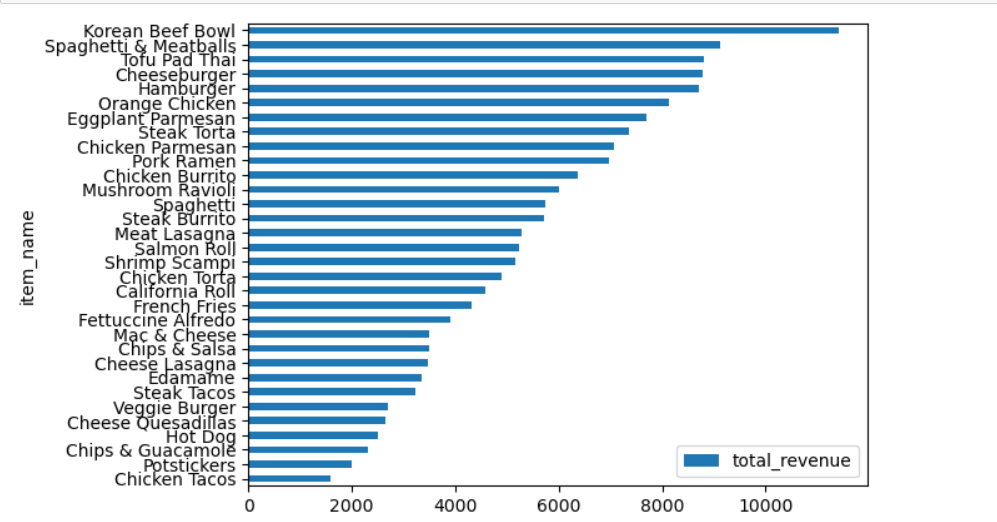 Korean Beef Bowl
Spaghetti & Meatballs
Tofu Pad Thai
Cheeseburger
Hamburger
Orange Chicken
Eggplant Parmesan
Steak Torta
Chicken Parmesan
Pork Ramen
Chicken Burrito
Mushroom Ravioli
Spaghetti
Steak Burrito
Meat Lasagna
Salmon Roll
Shrimp Scampi
Chicken Torta
California Roll
French Fries
Fettuccine Alfredo
Mac & Cheese
Chips & Salsa
Cheese Lasagna
Edamame
Steak Tacos
Veggie Burger
Cheese Quesadillas
Hot Dog
Chips & Guacamole
Potstickers
Chicken Tacos
item_name
total_revenue
0 2000 4000 6000 8000 10000